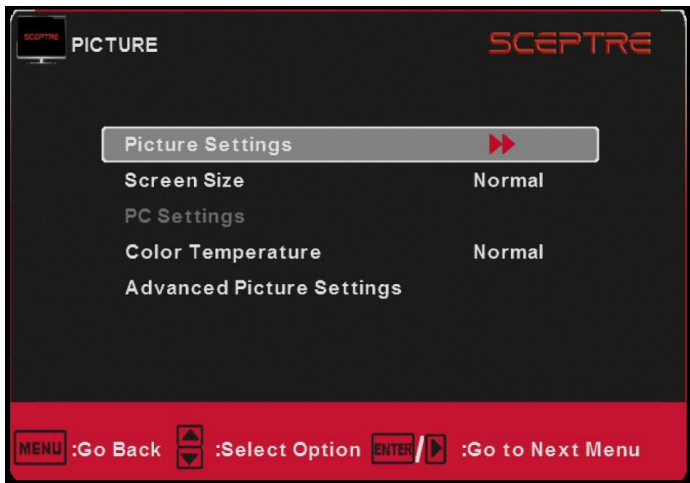 SCEPTRE
PICTURE
SCEPTRE
Picture Settings
Screen Size Normal
PC Settings
Color Temperature Normal
Advanced Picture Settings
MENU :Go Back :Select Option ENTER/ :Go to Next Menu